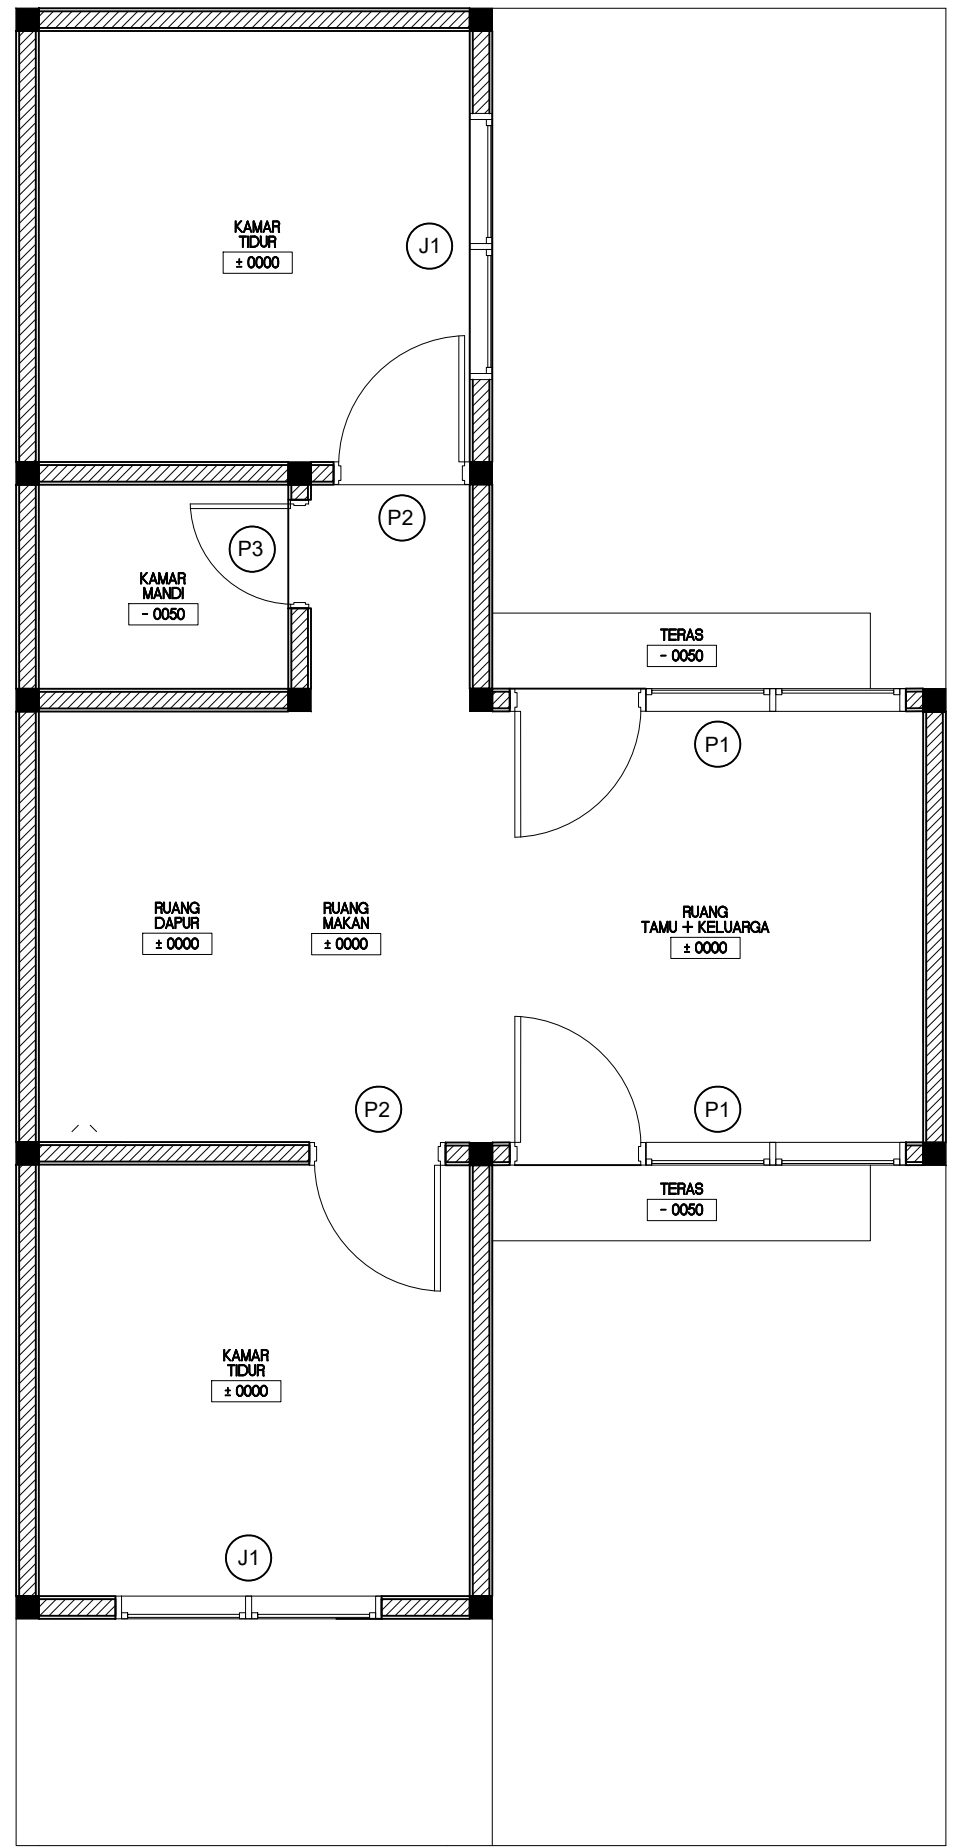 KAMAR
TIDUR
± 0000
J1
P2
P3
KAMAR
MANDI
- 0050
TERAS
- 0050
P1
RUANG
DAPUR
± 0000
RUANG
MAKAN
± 0000
RUANG
TAMU + KELUARGA
± 0000
P2
P1
TERAS
- 0050
KAMAR
TIDUR
± 0000
J1